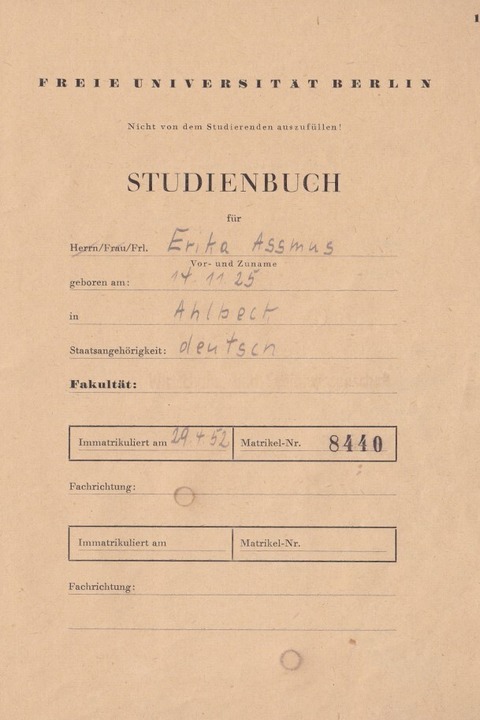 1
FREIE UNIVERSITÄT BERLIN
Nicht von dem Studierenden auszufüllen!
STUDIENBUCH
für
Herrn/Frau/Frl. Erika Assmus
Vor- und Zuname
geboren am: 14.11.25
in Ahlbeck
Staatsangehörigkeit: deutsch
Fakultät:
Immatrikuliert am 29.4.52 Matrikel-Nr. 8440
Fachrichtung:
Immatrikuliert am Matrikel-Nr.
Fachrichtung: